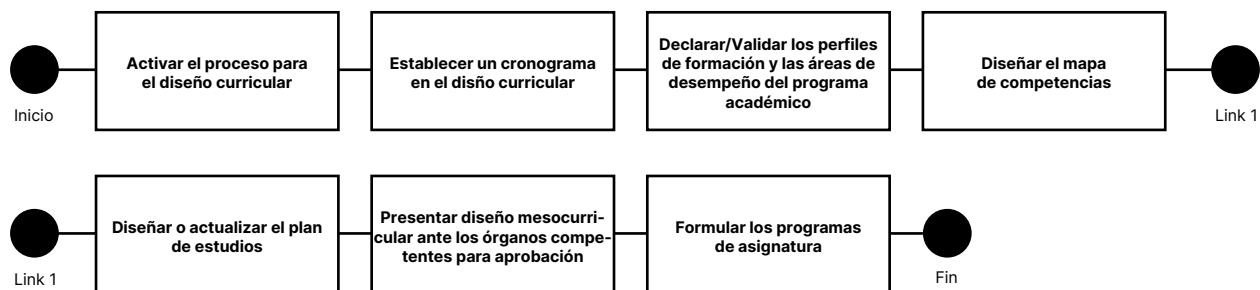 Activar el proceso para
el diseño curricular
Establecer un cronograma
en el disño curricular
Declarar/Validar los perfiles
de formación y las áreas de
desempeño del programa
académico
Diseñar el mapa
de competencias
Inicio
Link 1
Diseñar o actualizar el plan
de estudios
Presentar diseño mesocurri-
cular ante los órganos compe-
tentes para aprobación
Formular los programas
de asignatura
Link 1
Fin